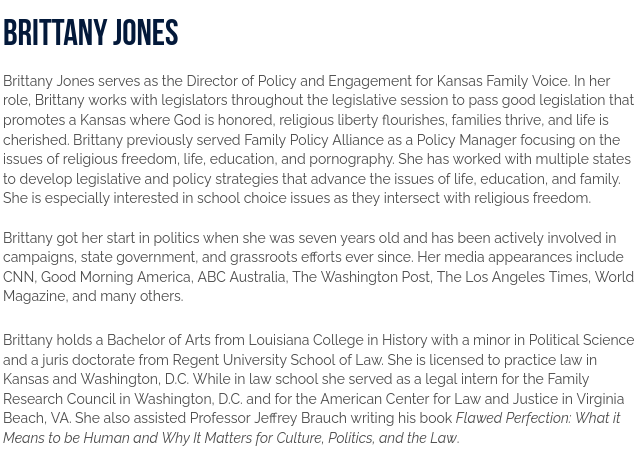 BRITTANY JONES
Brittany Jones serves as the Director of Policy and Engagement for Kansas Family Voice. In her
role, Brittany works with legislators throughout the legislative session to pass good legislation that
promotes a Kansas where God is honored, religious liberty flourishes, families thrive, and life is
cherished. Brittany previously served Family Policy Alliance as a Policy Manager focusing on the
issues of religious freedom, life, education, and pornography. She has worked with multiple states
to develop legislative and policy strategies that advance the issues of life, education, and family.
She is especially interested in school choice issues as they intersect with religious freedom.
Brittany got her start in politics when she was seven years old and has been actively involved in
campaigns, state government, and grassroots efforts ever since. Her media appearances include
CNN, Good Morning America, ABC Australia, The Washington Post, The Los Angeles Times, World
Magazine, and many others.
Brittany holds a Bachelor of Arts from Louisiana College in History with a minor in Political Science
and a juris doctorate from Regent University School of Law. She is licensed to practice law in
Kansas and Washington, D.C. While in law school she served as a legal intern for the Family
Research Council in Washington, D.C. and for the American Center for Law and Justice in Virginia
Beach, VA. She also assisted Professor Jeffrey Brauch writing his book Flawed Perfection: What it
Means to be Human and Why It Matters for Culture, Politics, and the Law.